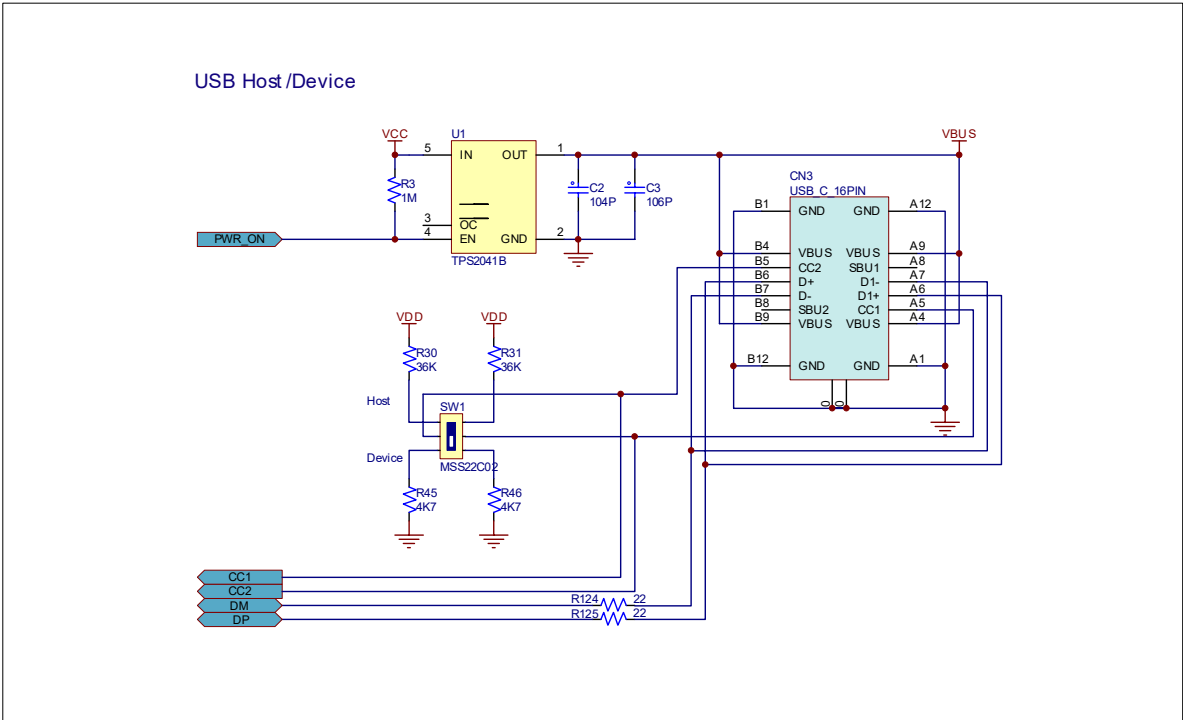 USB Host/Device
VCC
U1
VBUS
5 IN OUT 1
R3
1M
C2
104P
C3
106P
CN3
USB_C_16PIN
3 OC
4 EN GND 2
PWR_ON
TPS2041B
B1 GND GND A12
B4 VBUS VBUS A9
B5 CC2 SBU1 A8
B6 D+ D1- A7
B7 D- D1+ A6
B8 SBU2 CC1 A5
B9 VBUS VBUS A4
B12 GND GND A1
0 0
VDD VDD
R30
36K
R31
36K
Host
SW1
Device
MSS22C02
R45
4K7
R46
4K7
CC1
CC2
DM
R124 22
DP
R125 22